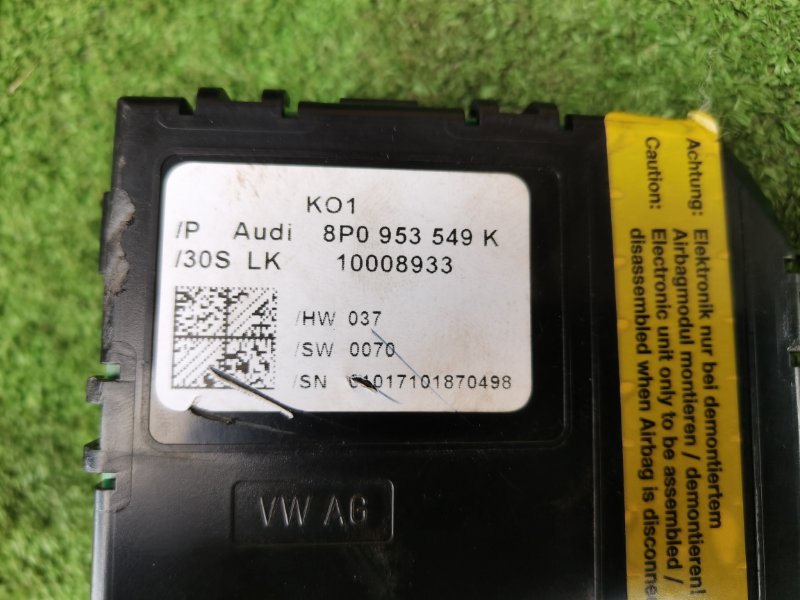 KO1
/P Audi 8P0 953 549 K
/30S LK 10008933
/HW 037
/SW 0070
/SN 01017101870498
VW AG
Achtung: Elektronik nur bei demontiertem
Airbagmodul montieren / demontieren!
Caution: Electronic unit only to be assembled /
disassembled when Airbag is disconne